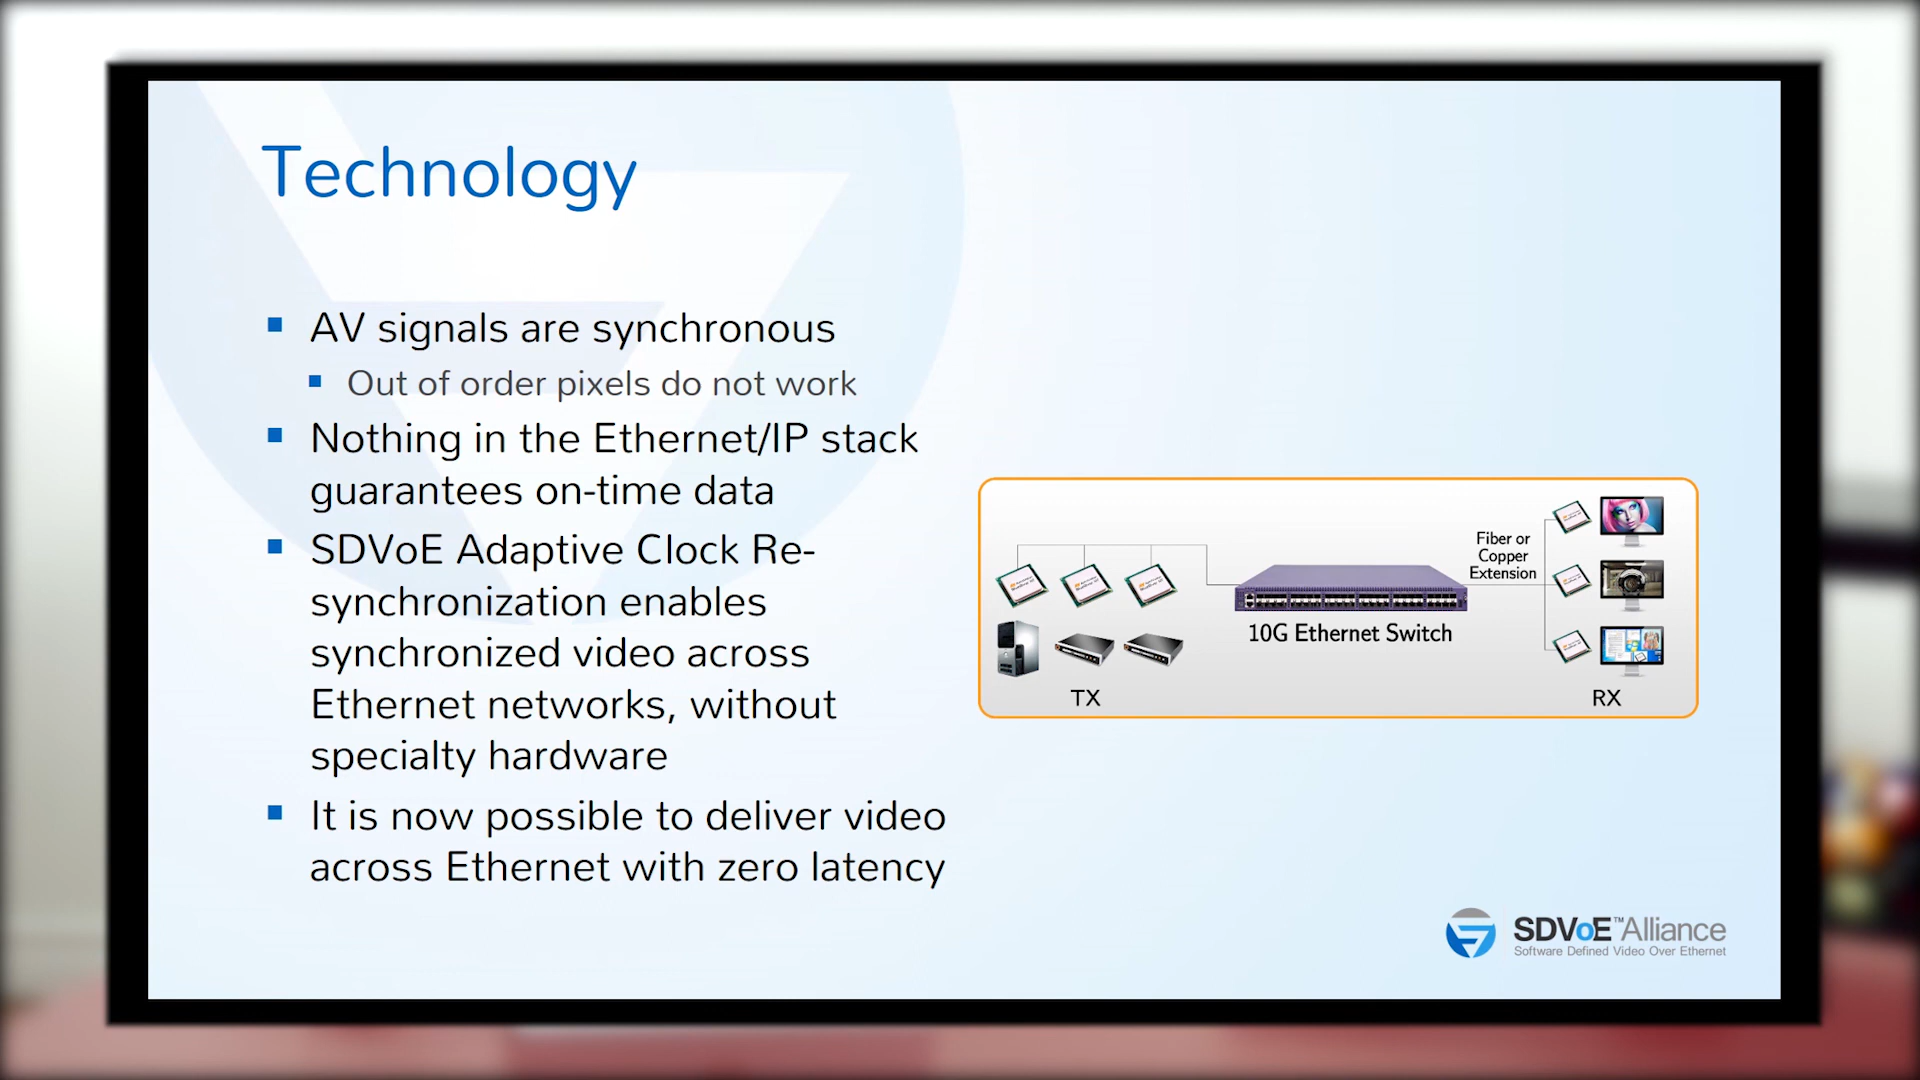 Technology
AV signals are synchronous
Out of order pixels do not work
Nothing in the Ethernet/IP stack
guarantees on-time data
SDVoE Adaptive Clock Re-
synchronization enables
synchronized video across
Ethernet networks, without
specialty hardware
It is now possible to deliver video
across Ethernet with zero latency
Fiber or
Copper
Extension
10G Ethernet Switch
TX
RX
SDVoE™Alliance
Software Defined Video Over Ethernet